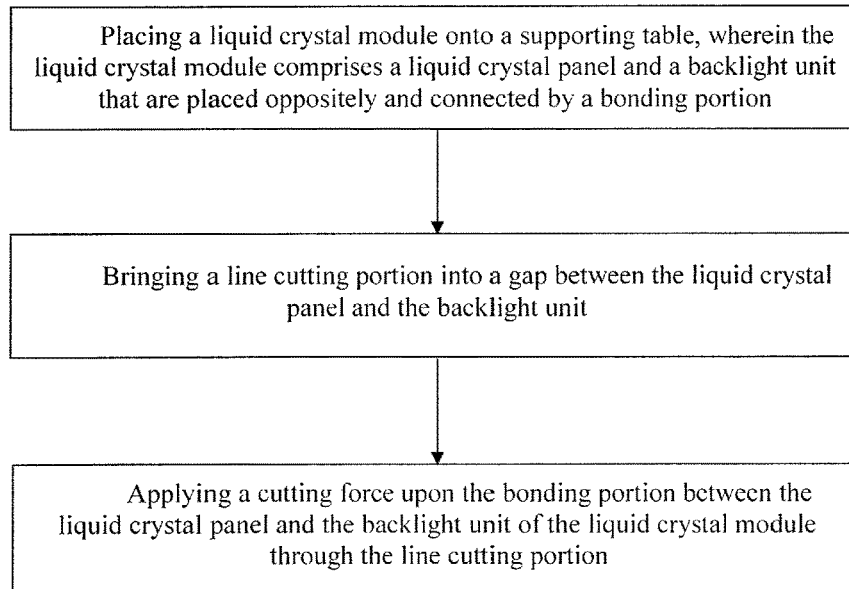 Placing a liquid crystal module onto a supporting table, wherein the
liquid crystal module comprises a liquid crystal panel and a backlight unit
that are placed oppositely and connected by a bonding portion
Bringing a line cutting portion into a gap between the liquid crystal
panel and the backlight unit
Applying a cutting force upon the bonding portion between the
liquid crystal panel and the backlight unit of the liquid crystal module
through the line cutting portion